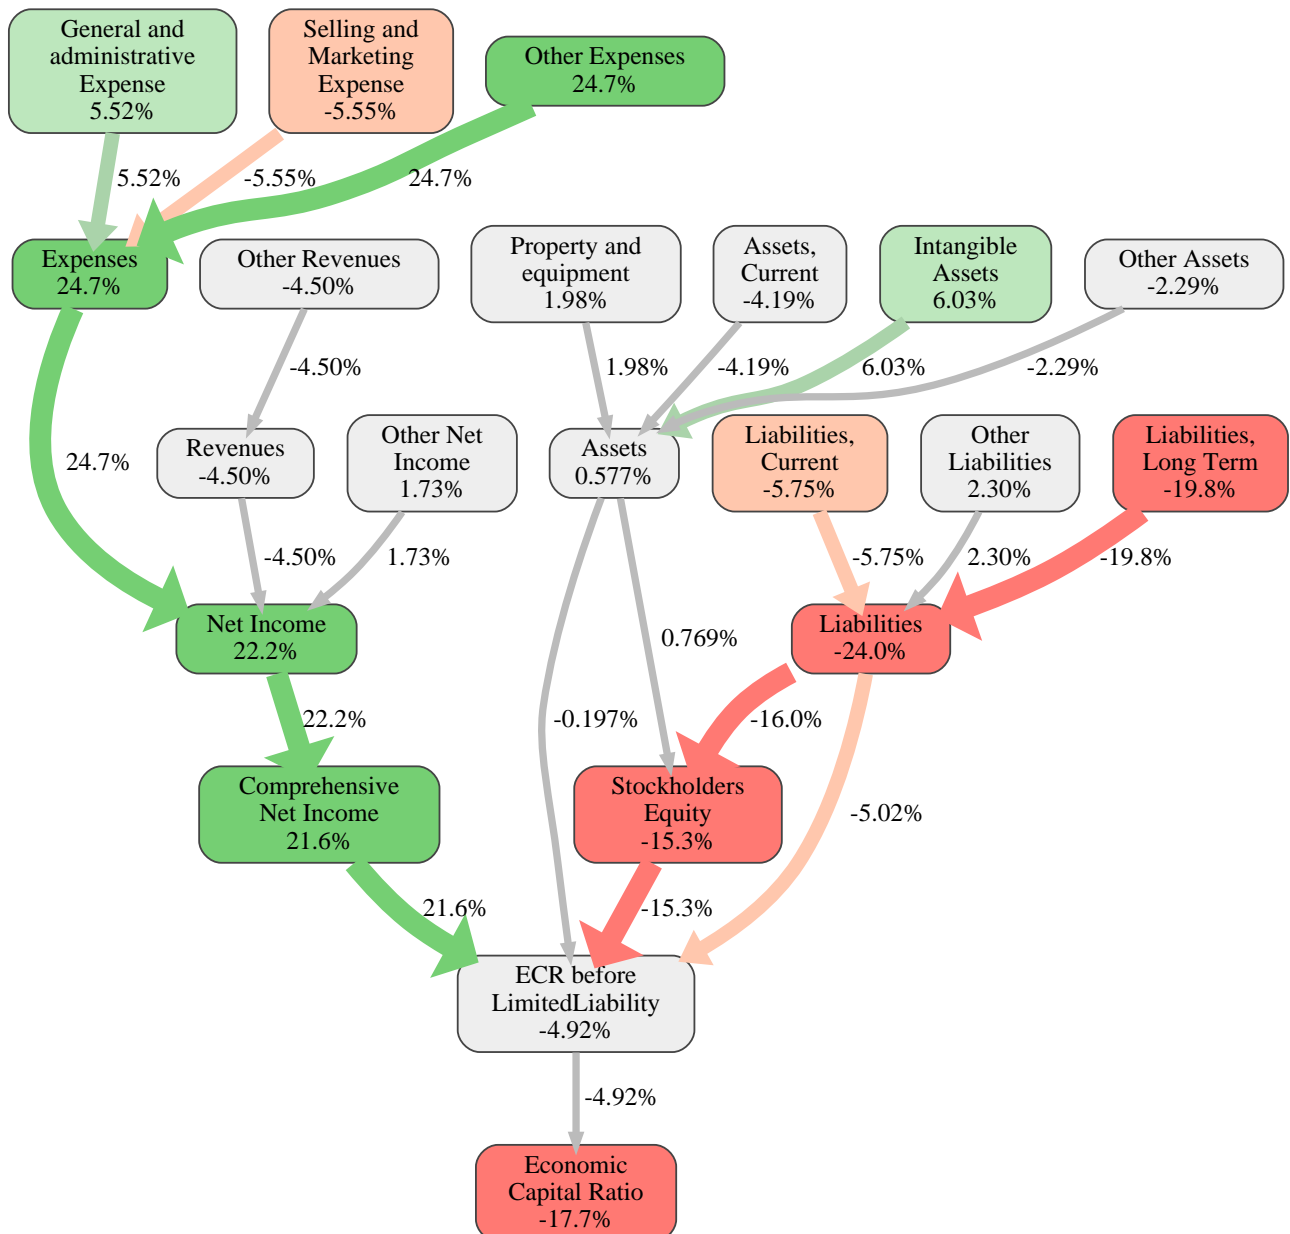 General and
administrative
Expense
5.52%
Selling and
Marketing
Expense
-5.55%
Other Expenses
24.7%
5.52%
-5.55%
24.7%
Expenses
24.7%
Other Revenues
-4.50%
Property and
equipment
1.98%
Assets,
Current
-4.19%
Intangible
Assets
6.03%
Other Assets
-2.29%
-4.50%
1.98%
-4.19%
6.03%
-2.29%
24.7%
Revenues
-4.50%
Other Net
Income
1.73%
Assets
0.577%
Liabilities,
Current
-5.75%
Other
Liabilities
2.30%
Liabilities,
Long Term
-19.8%
-4.50%
1.73%
-5.75%
2.30%
-19.8%
Net Income
22.2%
0.769%
Liabilities
-24.0%
22.2%
-0.197%
-16.0%
Comprehensive
Net Income
21.6%
Stockholders
Equity
-15.3%
-5.02%
21.6%
-15.3%
ECR before
LimitedLiability
-4.92%
-4.92%
Economic
Capital Ratio
-17.7%